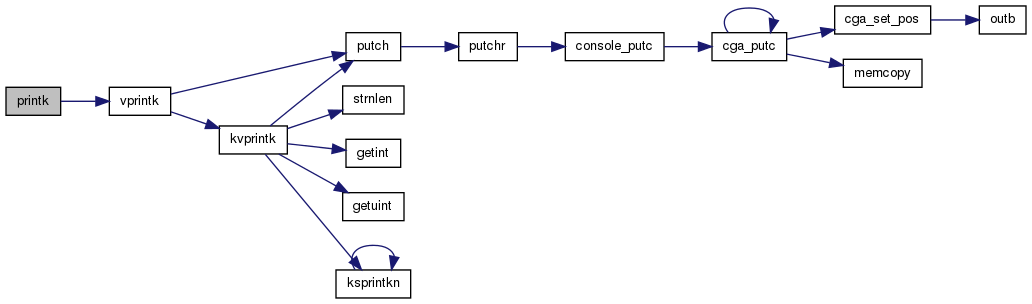 printk
vprintk
kvprintk
putch
strnlen
getint
getuint
ksprintkn
putchr
console_putc
cga_putc
cga_set_pos
memcopy
outb